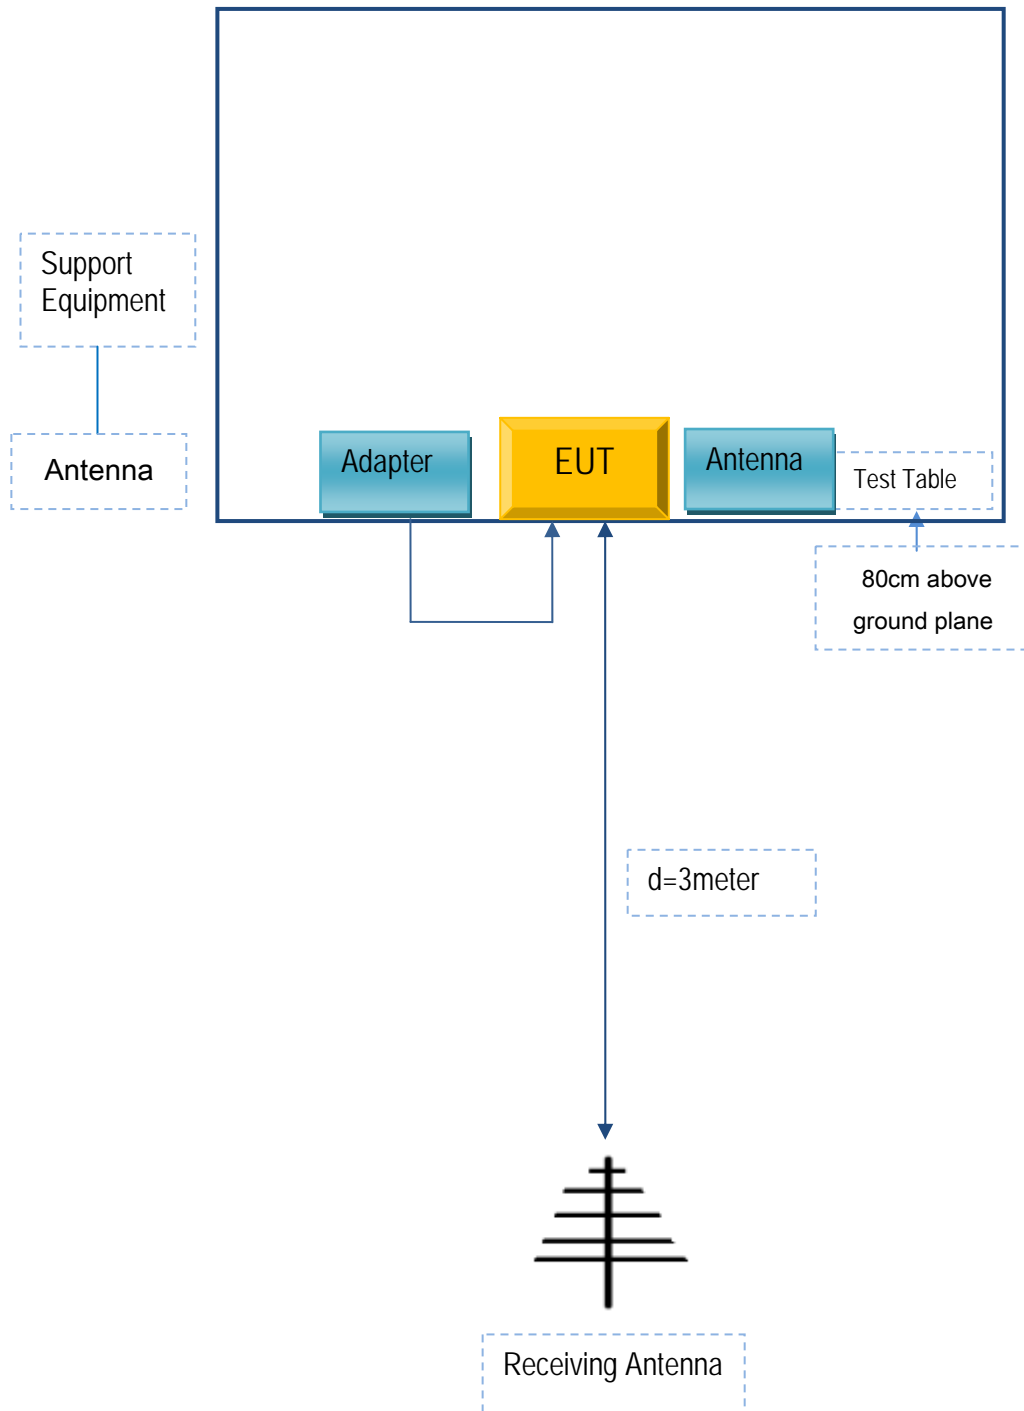 Support
Equipment
Antenna
Adapter
EUT
Antenna
Test Table
80cm above
ground plane
d=3meter
Receiving Antenna